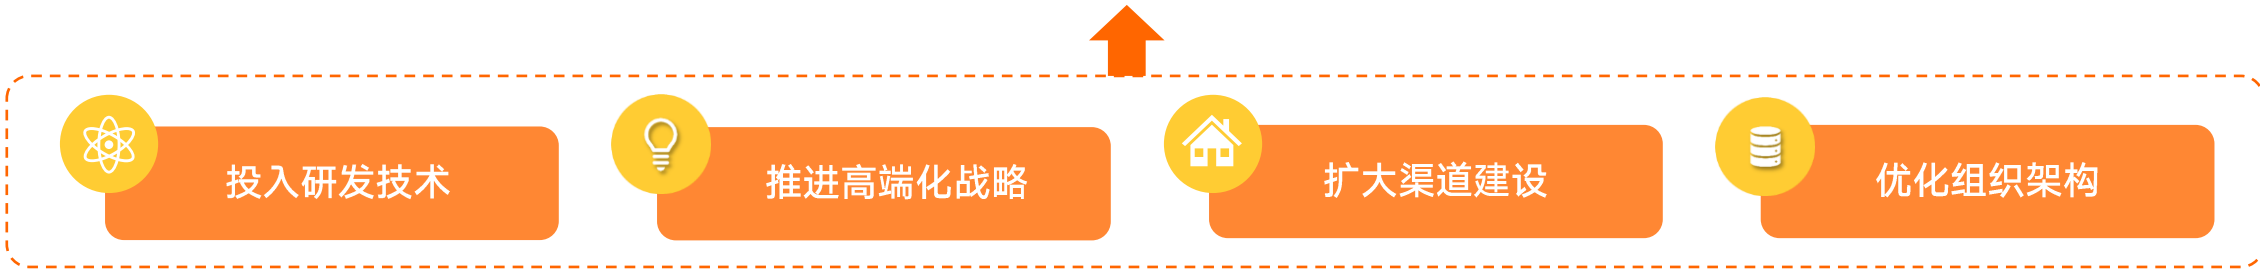 投入研发技术
推进高端化战略
扩大渠道建设
优化组织架构